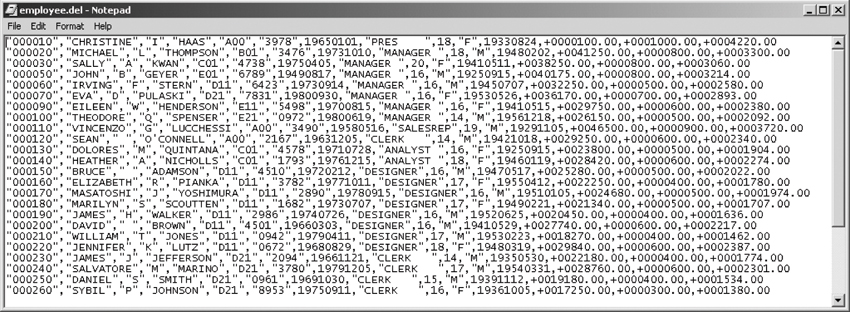 employee.del - Notepad
File Edit Format Help
"000010","CHRISTINE","I","HAAS","A00","3978",19650101,"PRES    ",18,"F",19330824,+0000100.00,+0001000.00,+0004220.00
"000020","MICHAEL","L","THOMPSON","B01","3476",19731010,"MANAGER ",18,"M",19480202,+0041250.00,+0000800.00,+0003300.00
"000030","SALLY","A","KWAN","C01","4738",19750405,"MANAGER ",20,"F",19410511,+0038250.00,+0000800.00,+0003060.00
"000050","JOHN","B","GEYER","E01","6789",19490817,"MANAGER ",16,"M",19250915,+0040175.00,+0000800.00,+0003214.00
"000060","IRVING","F","STERN","D11","6423",19730914,"MANAGER ",16,"M",19450707,+0032250.00,+0000500.00,+0002580.00
"000070","EVA","D","PULASKI","D21","7831",19800930,"MANAGER ",16,"F",19530526,+0036170.00,+0000700.00,+0002893.00
"000090","EILEEN","W","HENDERSON","E11","5498",19700815,"MANAGER ",16,"F",19410515,+0029750.00,+0000600.00,+0002380.00
"000100","THEODORE","Q","SPENSER","E21","0972",19800619,"MANAGER ",14,"M",19561218,+0026150.00,+0000500.00,+0002092.00
"000110","VINCENZO","G","LUCCHESSI","A00","3490",19580516,"SALESREP",19,"M",19291105,+0046500.00,+0000900.00,+0003720.00
"000120","SEAN"," ","O'CONNELL","A00","2167",19631205,"CLERK   ",14,"M",19421018,+0029250.00,+0000600.00,+0002340.00
"000130","DOLORES","M","QUINTANA","C01","4578",19710728,"ANALYST ",16,"F",19250915,+0023800.00,+0000500.00,+0001904.00
"000140","HEATHER","A","NICHOLLS","C01","1793",19761215,"ANALYST ",18,"F",19460119,+0028420.00,+0000600.00,+0002274.00
"000150","BRUCE"," ","ADAMSON","D11","4510",19720212,"DESIGNER",16,"M",19470517,+0025280.00,+0000500.00,+0002022.00
"000160","ELIZABETH","R","PIANKA","D11","3782",19771011,"DESIGNER",17,"F",19550412,+0022250.00,+0000400.00,+0001780.00
"000170","MASATOSHI","J","YOSHIMURA","D11","2890",19780915,"DESIGNER",16,"M",19510105,+0024680.00,+0000500.00,+0001974.00
"000180","MARILYN","S","SCOUTTEN","D11","1682",19730707,"DESIGNER",17,"F",19490221,+0021340.00,+0000500.00,+0001707.00
"000190","JAMES","H","WALKER","D11","2986",19740726,"DESIGNER",16,"M",19520625,+0020450.00,+0000400.00,+0001636.00
"000200","DAVID"," ","BROWN","D11","4501",19660303,"DESIGNER",16,"M",19410529,+0027740.00,+0000600.00,+0002217.00
"000210","WILLIAM","T","JONES","D11","0942",19790411,"DESIGNER",17,"M",19530223,+0018270.00,+0000400.00,+0001462.00
"000220","JENNIFER","K","LUTZ","D11","0672",19680829,"DESIGNER",18,"F",19480319,+0029840.00,+0000600.00,+0002387.00
"000230","JAMES","J","JEFFERSON","D21","2094",19661121,"CLERK   ",14,"M",19350530,+0022180.00,+0000400.00,+0001774.00
"000240","SALVATORE","M","MARINO","D21","3780",19791205,"CLERK   ",17,"M",19540331,+0028760.00,+0000600.00,+0002301.00
"000250","DANIEL","S","SMITH","D21","0961",19691030,"CLERK   ",15,"M",19391112,+0019180.00,+0000400.00,+0001534.00
"000260","SYBIL","P","JOHNSON","D21","8953",19750911,"CLERK   ",16,"F",19361005,+0017250.00,+0000300.00,+0001380.00